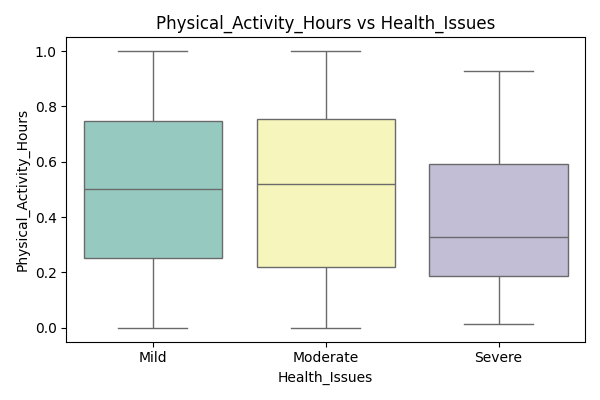 Physical_Activity_Hours vs Health_Issues
Physical_Activity_Hours
1.0
0.8
0.6
0.4
0.2
0.0
Mild
Moderate
Severe
Health_Issues